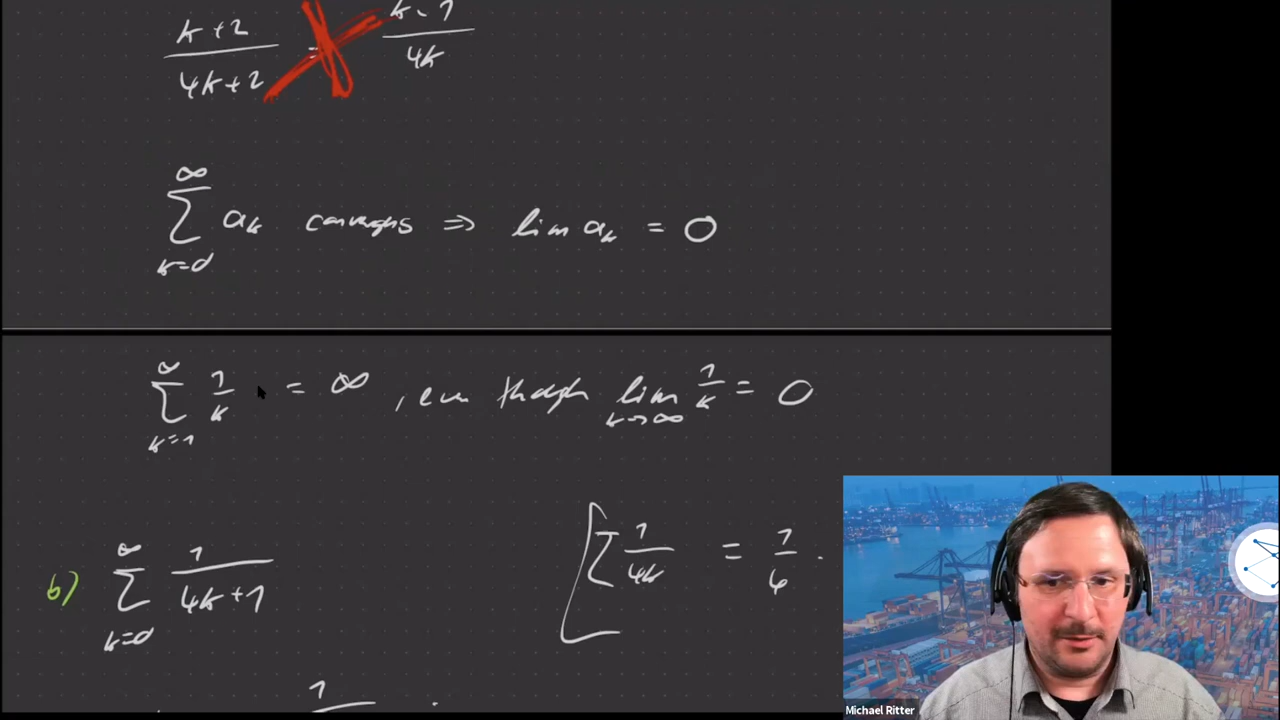 k+2 / 4k+2 = k-1 / 4k
∞ ∑ k=0 a_k converges ⇒ lim a_k = 0
∞ ∑ k=1 1/k = ∞ , even though lim k→∞ 1/k = 0
b) ∞ ∑ k=0 1 / 4k+1 [ ∑ 1/4k = 1/4 ·
1
Michael Ritter